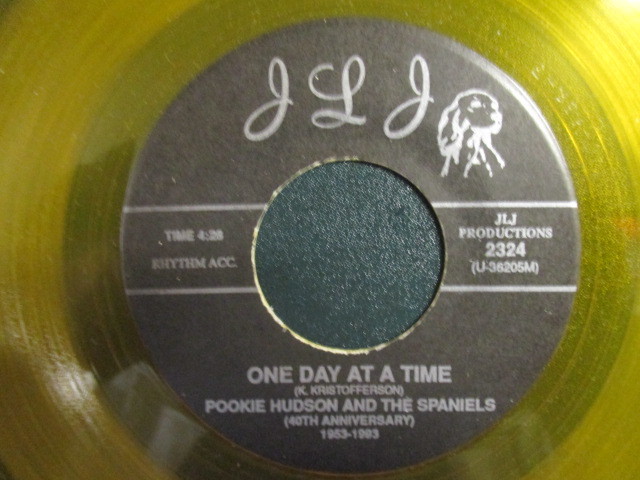 JLJ
TIME 4:28
RHYTHM ACC.
JLJ
PRODUCTIONS
2324
(U-36205M)
ONE DAY AT A TIME
(K. KRISTOFFERSON)
POOKIE HUDSON AND THE SPANIELS
(40TH ANNIVERSARY)
1953-1993